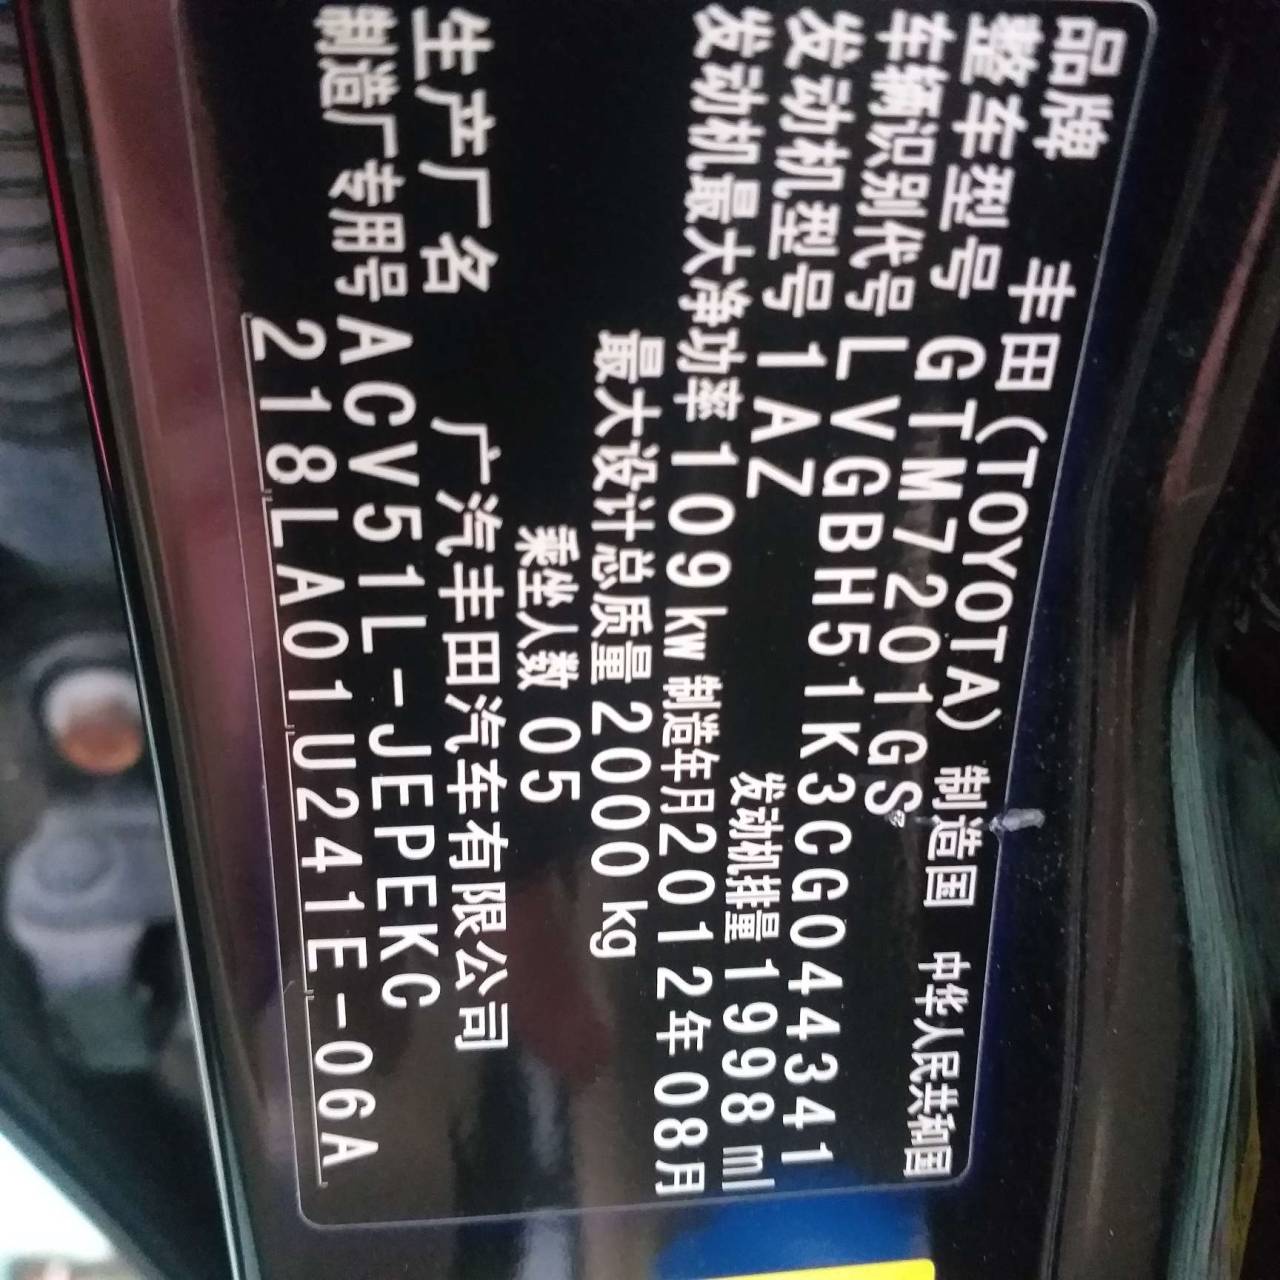 品牌 丰田(TOYOTA) 制造国 中华人民共和国
整车型号 GTM7201GS
车辆识别代号 LVGBH51K3CG044341
发动机型号 1AZ 发动机排量 1998 ml
发动机最大净功率 109kw 制造年月2012年08月
最大设计总质量 2000 kg
乘坐人数 05
生产厂名 广汽丰田汽车有限公司
制造厂专用号 ACV51L-JEPEKC
218LA01U241E-06A